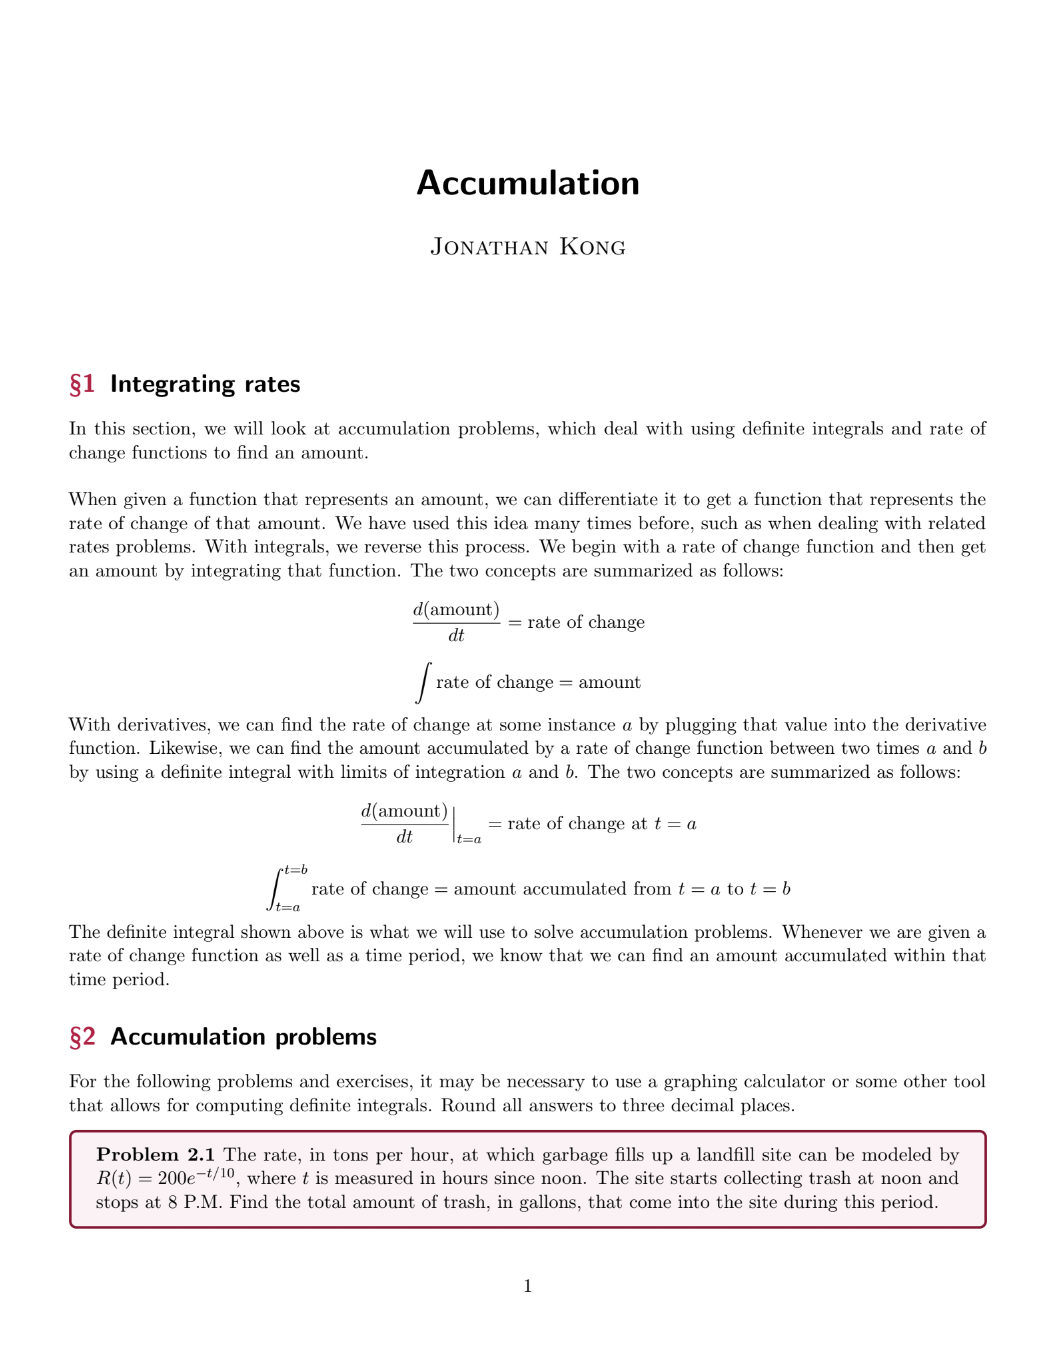 Accumulation
Jonathan Kong
§1 Integrating rates
In this section, we will look at accumulation problems, which deal with using definite integrals and rate of
change functions to find an amount.
When given a function that represents an amount, we can differentiate it to get a function that represents the
rate of change of that amount. We have used this idea many times before, such as when dealing with related
rates problems. With integrals, we reverse this process. We begin with a rate of change function and then get
an amount by integrating that function. The two concepts are summarized as follows:
d(amount)/dt = rate of change
∫ rate of change = amount
With derivatives, we can find the rate of change at some instance a by plugging that value into the derivative
function. Likewise, we can find the amount accumulated by a rate of change function between two times a and b
by using a definite integral with limits of integration a and b. The two concepts are summarized as follows:
d(amount)/dt |_{t=a} = rate of change at t = a
∫_{t=a}^{t=b} rate of change = amount accumulated from t = a to t = b
The definite integral shown above is what we will use to solve accumulation problems. Whenever we are given a
rate of change function as well as a time period, we know that we can find an amount accumulated within that
time period.
§2 Accumulation problems
For the following problems and exercises, it may be necessary to use a graphing calculator or some other tool
that allows for computing definite integrals. Round all answers to three decimal places.
Problem 2.1 The rate, in tons per hour, at which garbage fills up a landfill site can be modeled by
R(t) = 200e^{−t/10}, where t is measured in hours since noon. The site starts collecting trash at noon and
stops at 8 P.M. Find the total amount of trash, in gallons, that come into the site during this period.
1